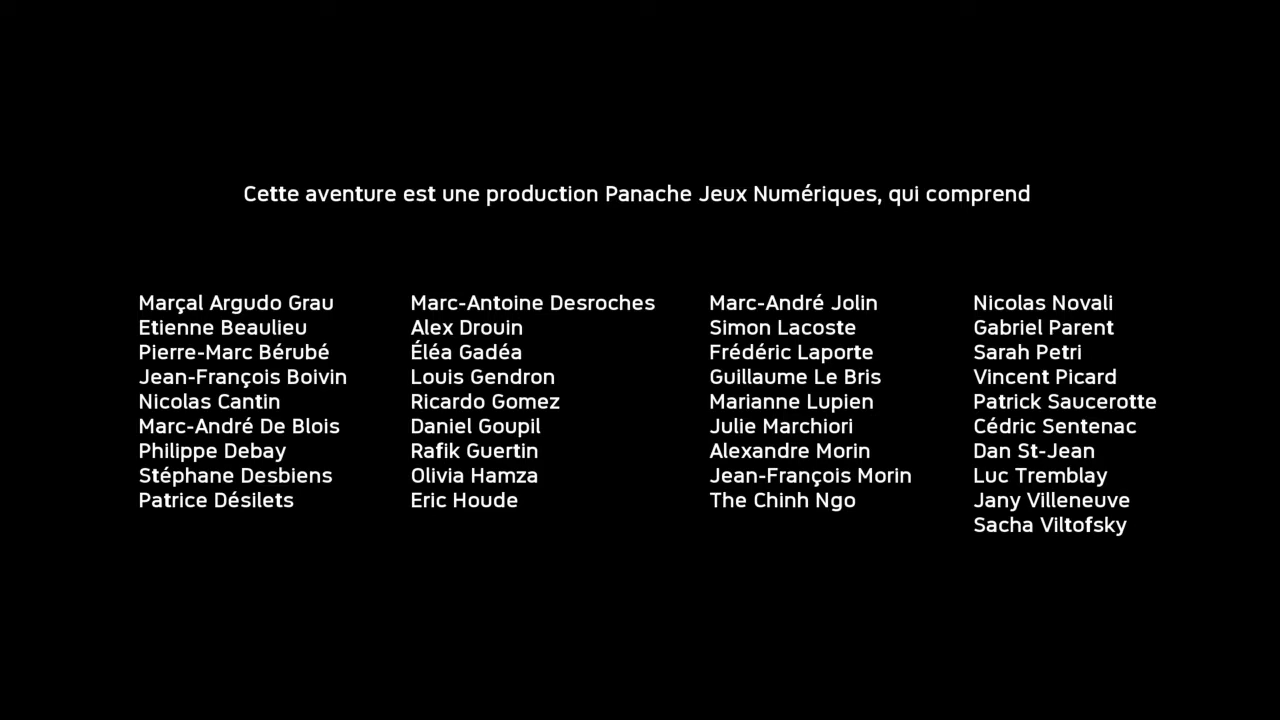 Cette aventure est une production Panache Jeux Numériques, qui comprend
Marçal Argudo Grau
Etienne Beaulieu
Pierre-Marc Bérubé
Jean-François Boivin
Nicolas Cantin
Marc-André De Blois
Philippe Debay
Stéphane Desbiens
Patrice Désilets
Marc-Antoine Desroches
Alex Drouin
Éléa Gadéa
Louis Gendron
Ricardo Gomez
Daniel Goupil
Rafik Guertin
Olivia Hamza
Eric Houde
Marc-André Jolin
Simon Lacoste
Frédéric Laporte
Guillaume Le Bris
Marianne Lupien
Julie Marchiori
Alexandre Morin
Jean-François Morin
The Chinh Ngo
Nicolas Novali
Gabriel Parent
Sarah Petri
Vincent Picard
Patrick Saucerotte
Cédric Sentenac
Dan St-Jean
Luc Tremblay
Jany Villeneuve
Sacha Viltofsky